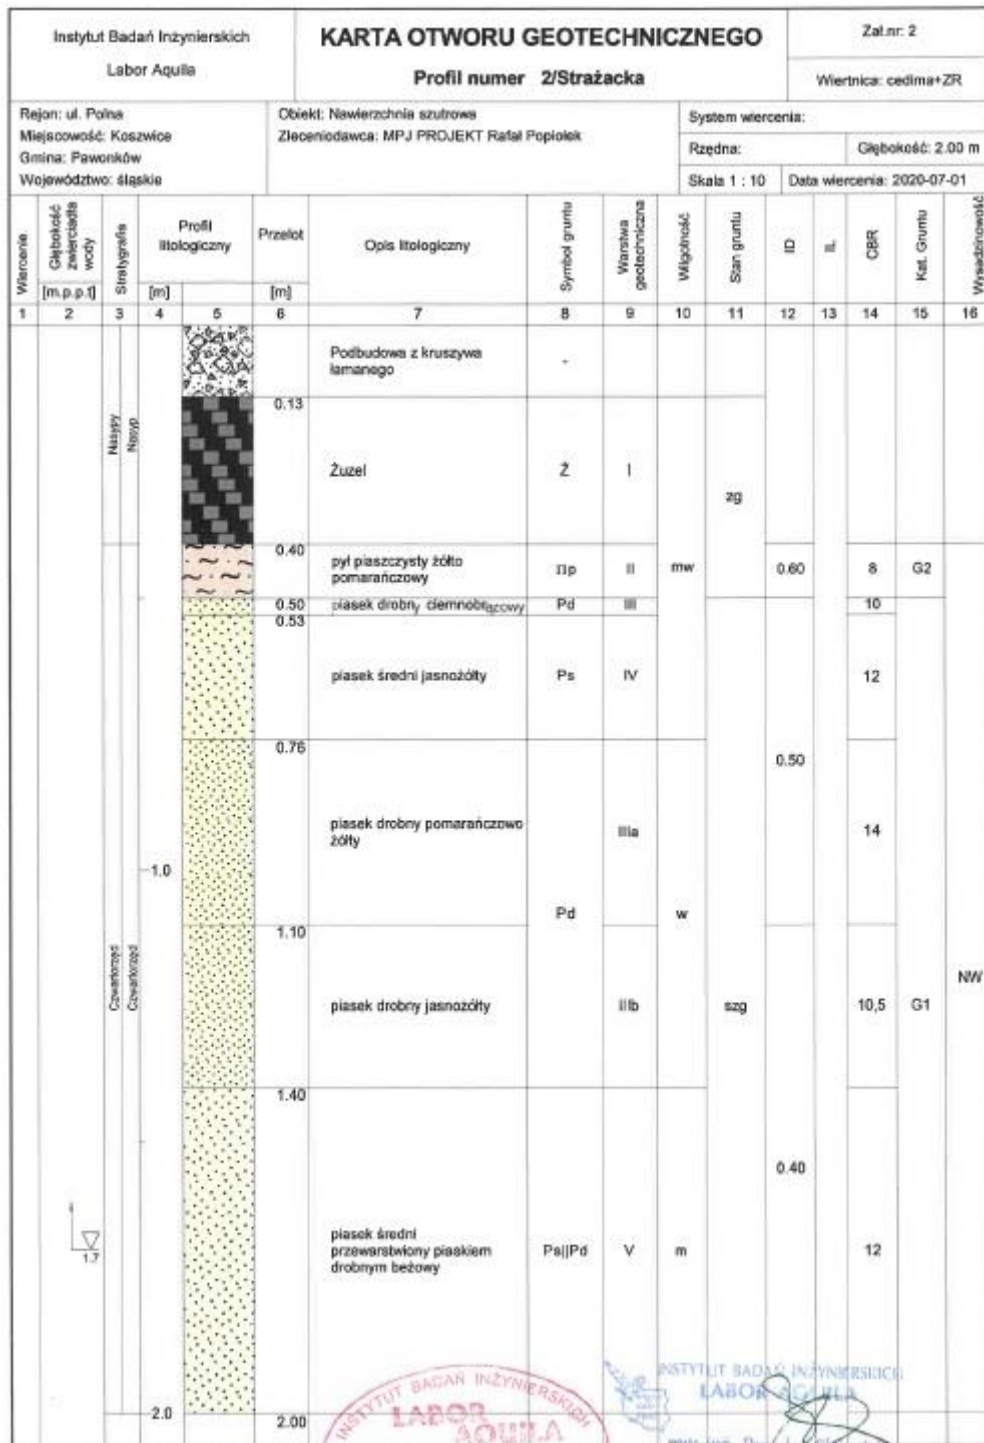 Instytut Badań Inżynierskich
Labor Aquila
KARTA OTWORU GEOTECHNICZNEGO
Profil numer 2/Strażacka
Zał.nr: 2
Wiertnica: cedima+ZR
Rejon: ul. Polna
Miejscowość: Koszwice
Gmina: Pawonków
Województwo: śląskie
Obiekt: Nawierzchnia szutrowa
Zleceniodawca: MPJ PROJEKT Rafał Popiołek
System wiercenia:
Rzędna:
Głębokość: 2.00 m
Skala 1 : 10
Data wiercenia: 2020-07-01
Wiercenie
Głębokość zwierciadła wody
[m.p.p.t]
Stratygrafia
Profil litologiczny
[m]
Przelot
[m]
Opis litologiczny
Symbol gruntu
Warstwa geotechniczna
Wilgotność
Stan gruntu
ID
IL
CBR
Kat. Gruntu
Wysadzinowość
1 2 3 4 5 6 7 8 9 10 11 12 13 14 15 16
Nasypy
Nasyp
Podbudowa z kruszywa
łamanego
-
0.13
Żużel
Ż
I
zg
0.40
pył piaszczysty żółto
pomarańczowy
Πp
II
mw
0.60
8
G2
0.50
piasek drobny ciemnobrązowy
Pd
III
10
0.53
piasek średni jasnożółty
Ps
IV
12
0.76
0.50
piasek drobny pomarańczowo
żółty
IIIa
14
1.0
Pd
w
1.10
Czwartorzęd
Czwartorzęd
piasek drobny jasnożółty
IIIb
szg
10,5
G1
NW
1.40
0.40
1.7
piasek średni
przewarstwiony piaskiem
drobnym beżowy
Ps||Pd
V
m
12
2.0
2.00
INSTYTUT BADAŃ INŻYNIERSKICH
LABOR
AQUILA
INSTYTUT BADAŃ INŻYNIERSKICH
LABOR AQUILA